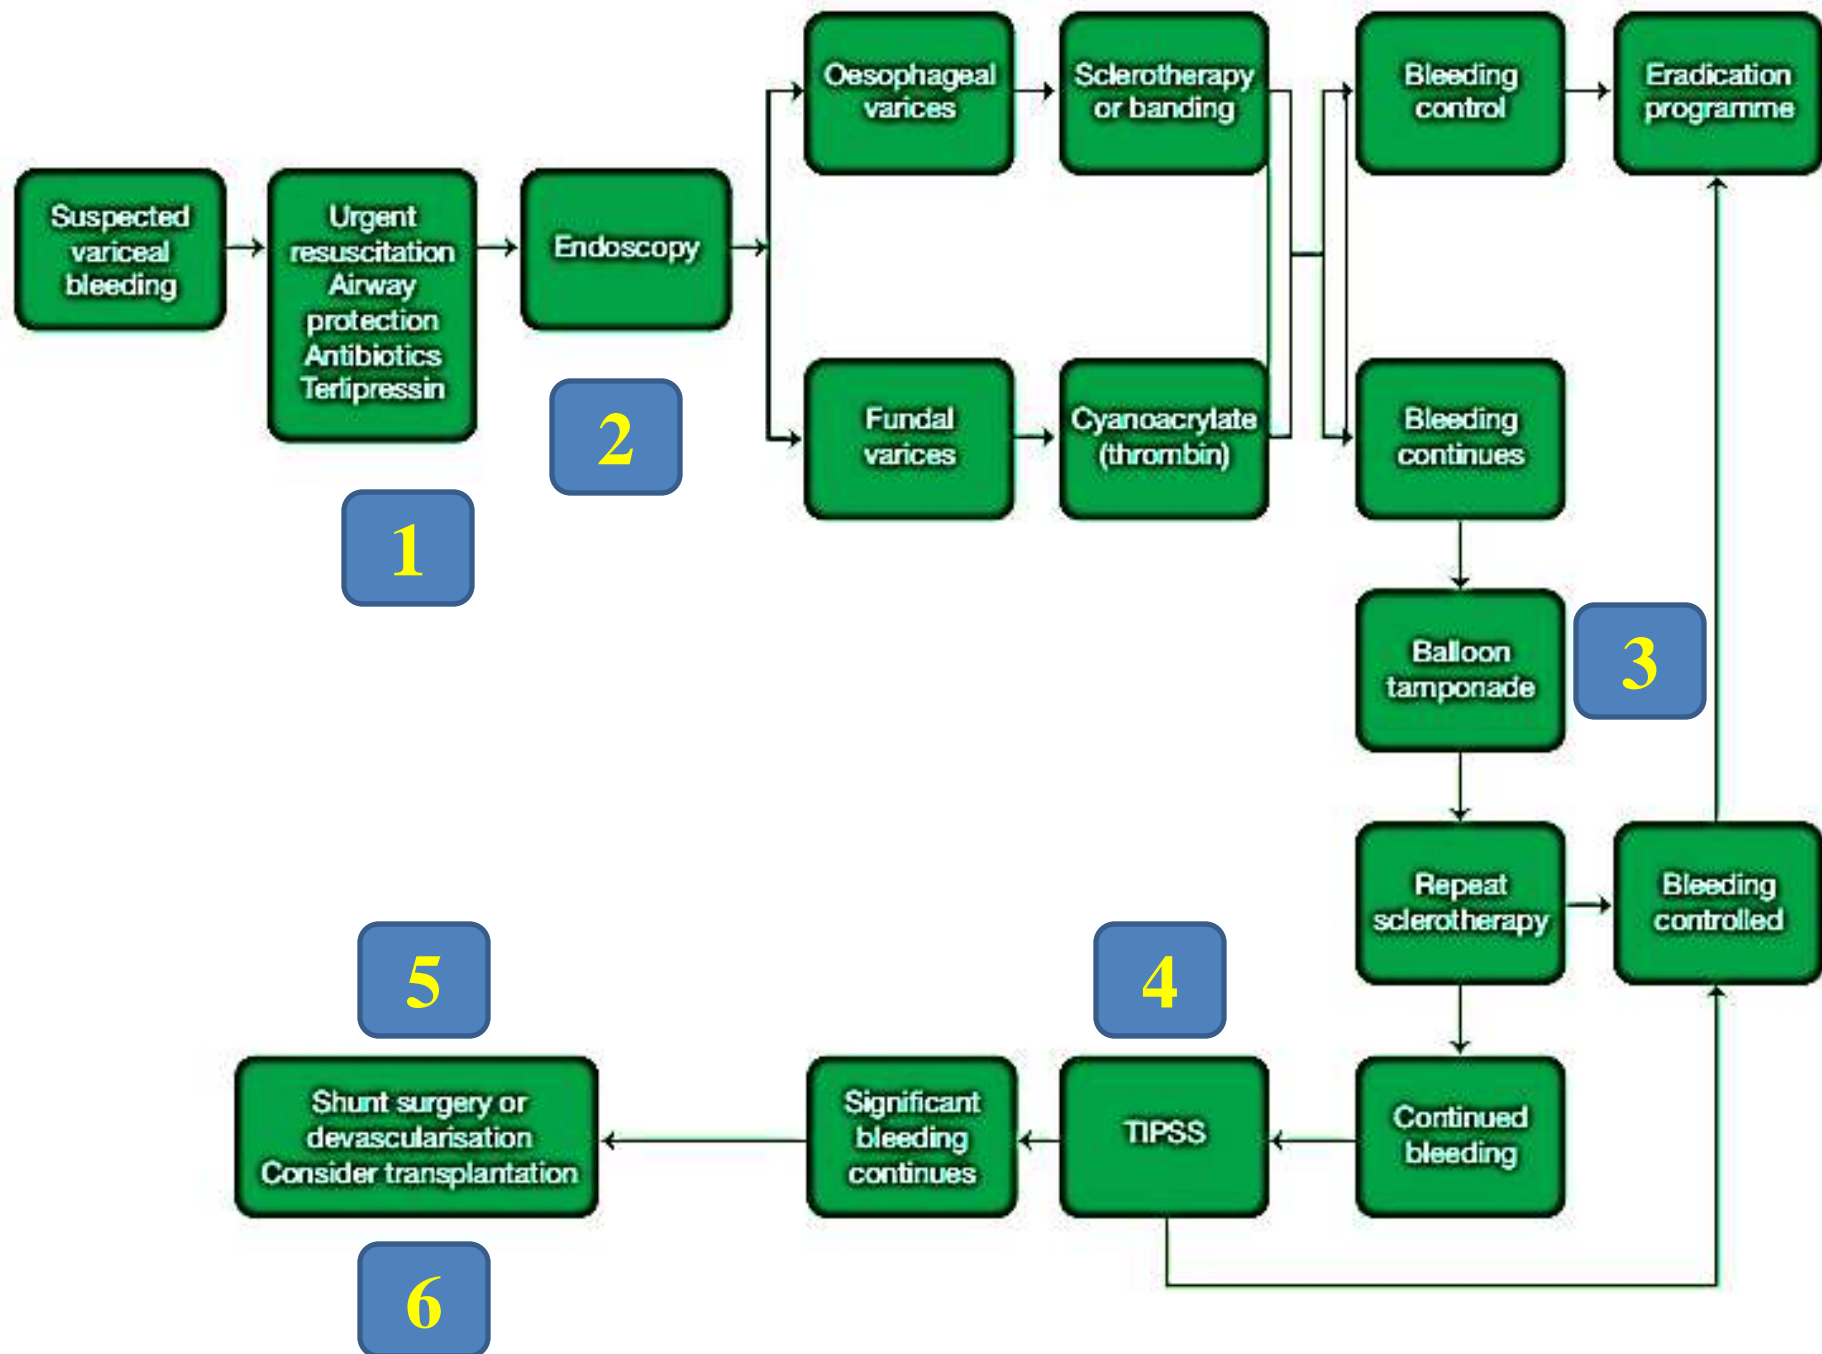 Suspected
variceal
bleeding
Urgent
resuscitation
Airway
protection
Antibiotics
Terlipressin
1
Endoscopy
2
Oesophageal
varices
Sclerotherapy
or banding
Bleeding
control
Eradication
programme
Fundal
varices
Cyanoacrylate
(thrombin)
Bleeding
continues
Balloon
tamponade
3
Repeat
sclerotherapy
Bleeding
controlled
Continued
bleeding
4
TIPSS
Significant
bleeding
continues
5
Shunt surgery or
devascularisation
Consider transplantation
6